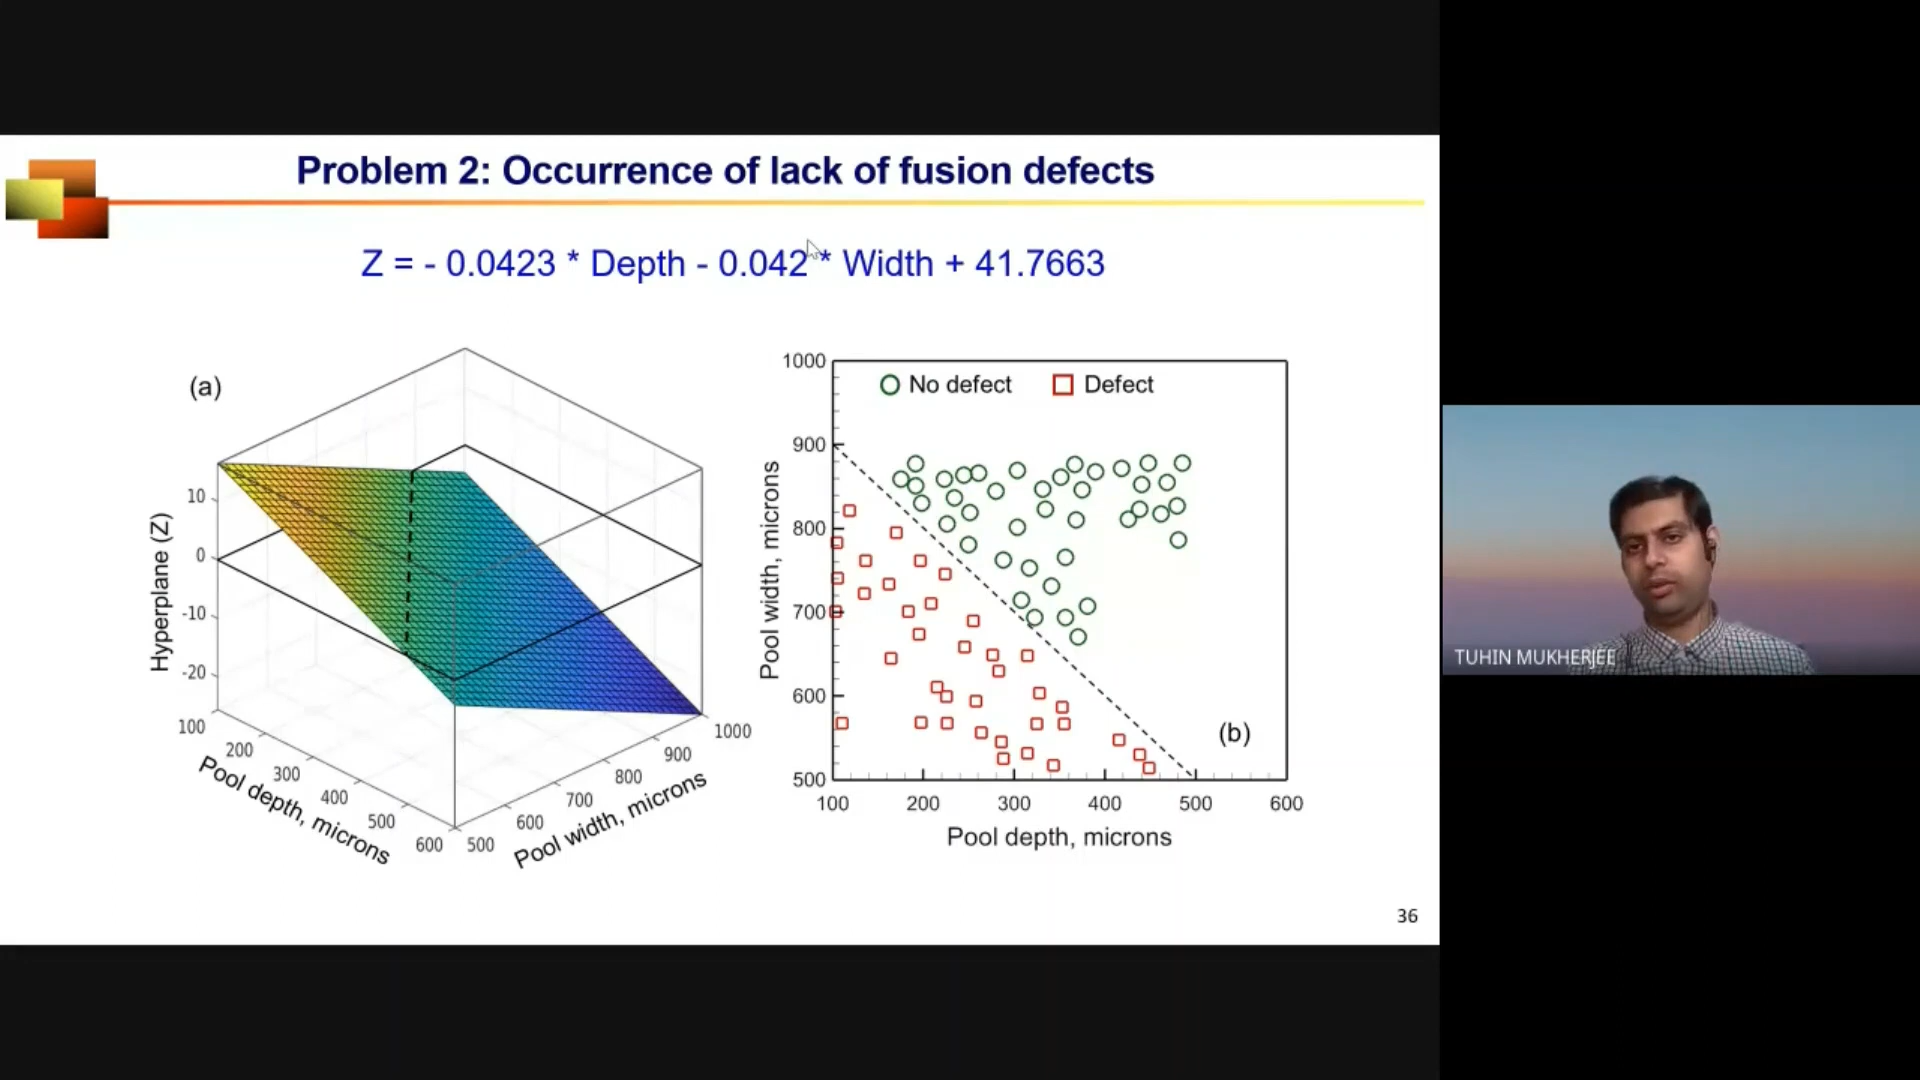 Problem 2: Occurrence of lack of fusion defects
Z = - 0.0423 * Depth - 0.042 * Width + 41.7663
(a)
Hyperplane (Z)
10
0
-10
-20
100
200
300
400
500
600
Pool depth, microns
500
600
700
800
900
1000
Pool width, microns
No defect
Defect
1000
900
800
700
600
500
Pool width, microns
(b)
100
200
300
400
500
600
Pool depth, microns
36
TUHIN MUKHERJEE